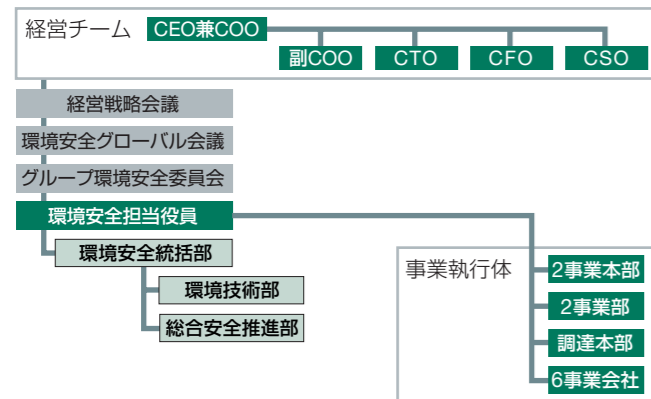 経営チーム CEO兼COO
副COO CTO CFO CSO
経営戦略会議
環境安全グローバル会議
グループ環境安全委員会
環境安全担当役員
環境安全統括部
環境技術部
総合安全推進部
事業執行体
2事業本部
2事業部
調達本部
6事業会社